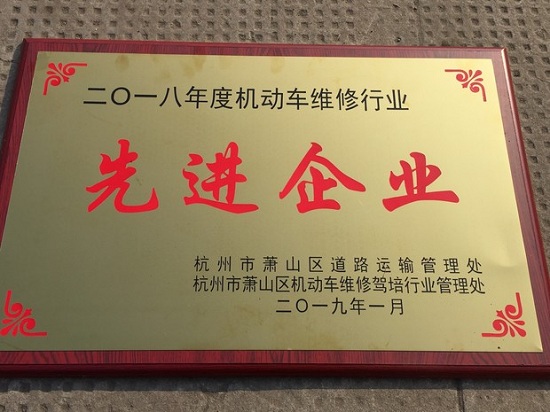 二〇一八年度机动车维修行业
先进企业
杭州市萧山区道路运输管理处
杭州市萧山区机动车维修驾培行业管理处
二〇一九年一月